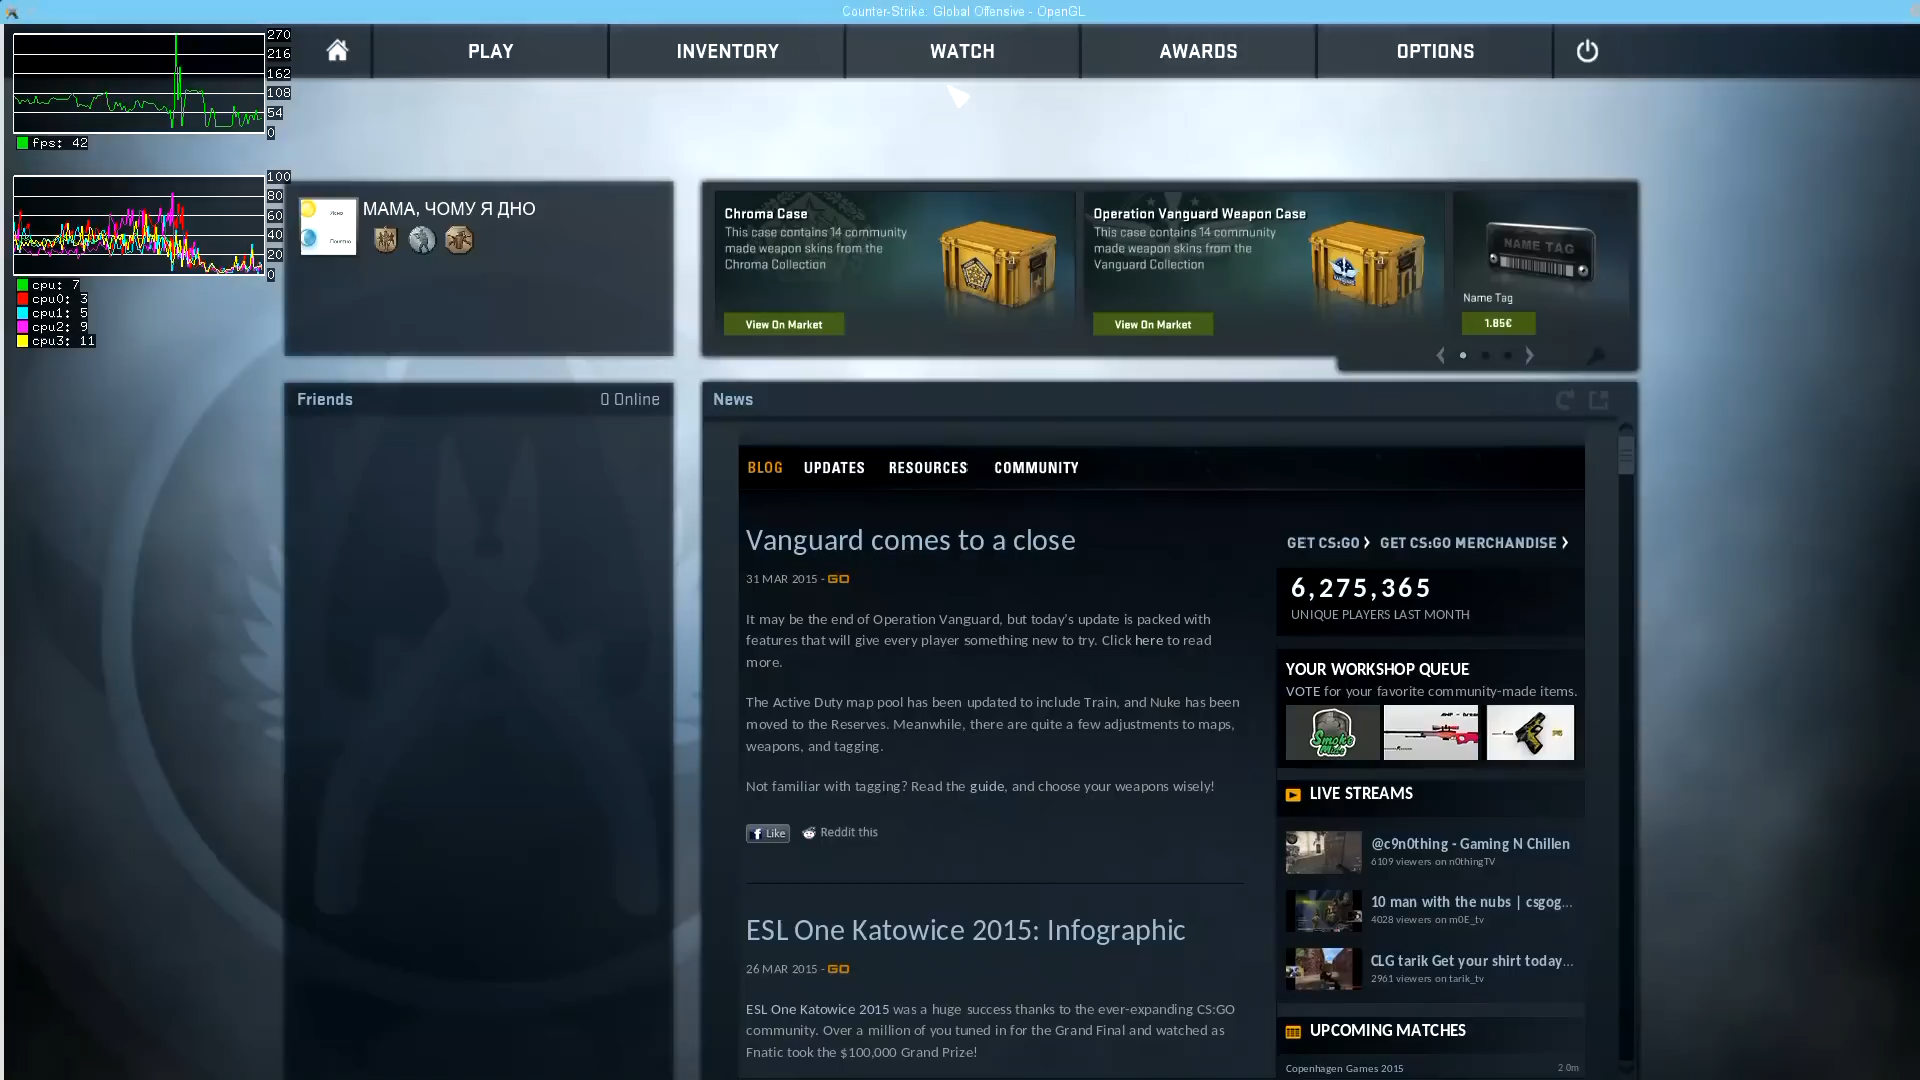 Counter-Strike: Global Offensive - OpenGL
PLAY
INVENTORY
WATCH
AWARDS
OPTIONS
270
216
162
108
54
0
fps: 42
100
80
60
40
20
0
cpu: 7
cpu0: 3
cpu1: 5
cpu2: 9
cpu3: 11
МАМА, ЧОМУ Я ДНО
Chroma Case
This case contains 14 community
made weapon skins from the
Chroma Collection
View On Market
Operation Vanguard Weapon Case
This case contains 14 community
made weapon skins from the
Vanguard Collection
View On Market
NAME TAG
Name Tag
1.85€
Friends
0 Online
News
BLOG
UPDATES
RESOURCES
COMMUNITY
Vanguard comes to a close
31 MAR 2015 - GO
It may be the end of Operation Vanguard, but today's update is packed with
features that will give every player something new to try. Click here to read
more.
The Active Duty map pool has been updated to include Train, and Nuke has been
moved to the Reserves. Meanwhile, there are quite a few adjustments to maps,
weapons, and tagging.
Not familiar with tagging? Read the guide, and choose your weapons wisely!
Like
Reddit this
ESL One Katowice 2015: Infographic
26 MAR 2015 - GO
ESL One Katowice 2015 was a huge success thanks to the ever-expanding CS:GO
community. Over a million of you tuned in for the Grand Final and watched as
Fnatic took the $100,000 Grand Prize!
GET CS:GO
GET CS:GO MERCHANDISE
6,275,365
UNIQUE PLAYERS LAST MONTH
YOUR WORKSHOP QUEUE
VOTE for your favorite community-made items.
LIVE STREAMS
@c9n0thing - Gaming N Chillen
6109 viewers on n0thingTV
10 man with the nubs | csgog...
4028 viewers on m0E_tv
CLG tarik Get your shirt today...
2961 viewers on tarik_tv
UPCOMING MATCHES
Copenhagen Games 2015
20m